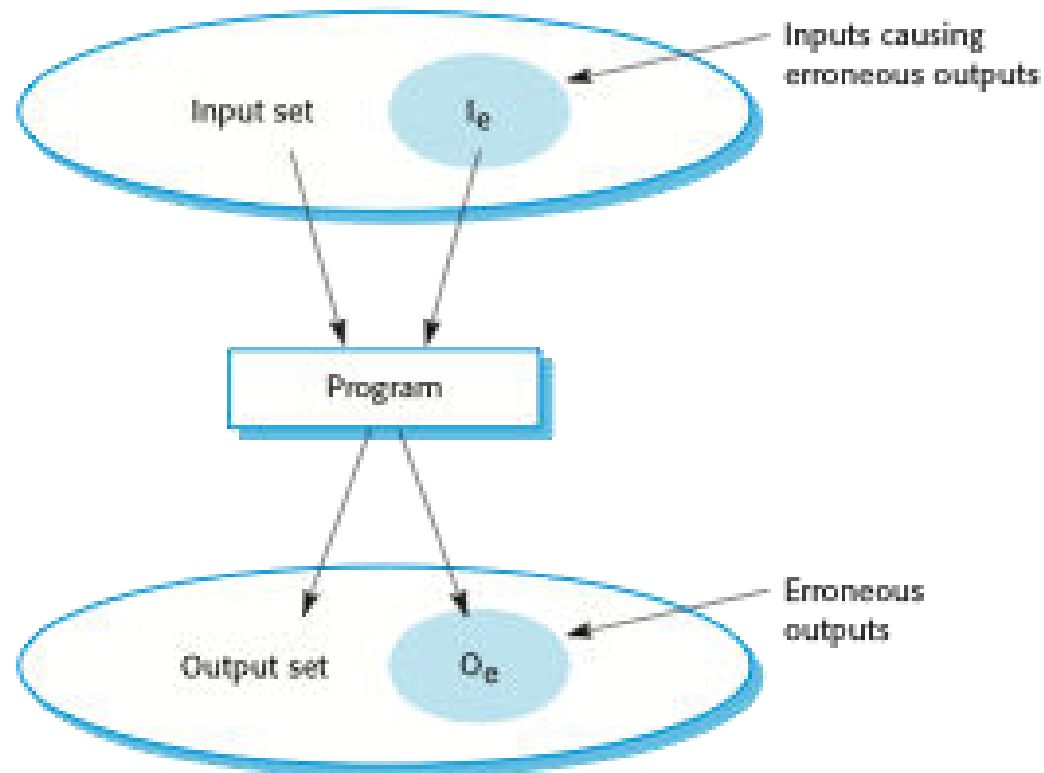 Inputs causing
erroneous outputs
Input set
Ie
Program
Erroneous
outputs
Output set
Oe